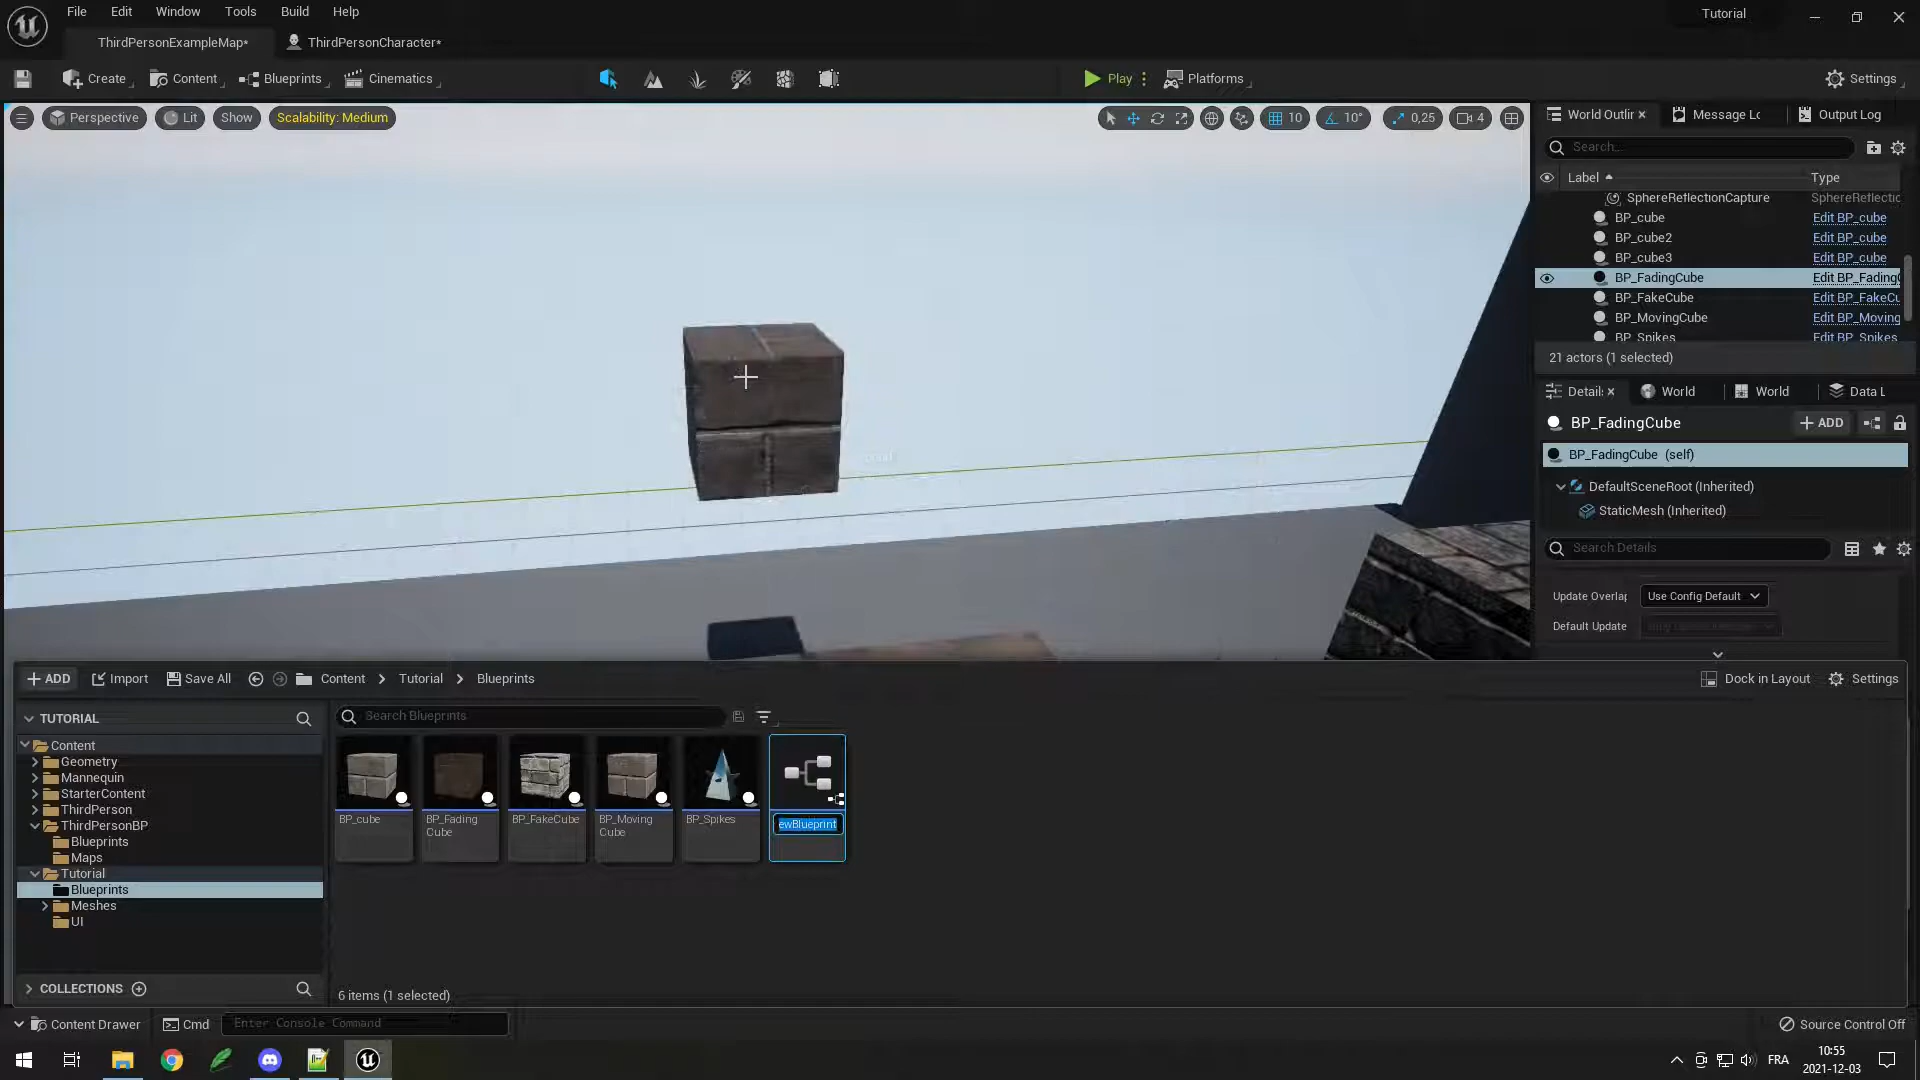 File Edit Window Tools Build Help
Tutorial
ThirdPersonExampleMap*
ThirdPersonCharacter*
Create
Content
Blueprints
Cinematics
Play
Platforms
Settings
Perspective
Lit
Show
Scalability: Medium
10
10°
0,25
4
World Outlir
Message Lc
Output Log
Search...
Label
Type
SphereReflectionCapture SphereReflectic
BP_cube Edit BP_cube
BP_cube2 Edit BP_cube
BP_cube3 Edit BP_cube
BP_FadingCube Edit BP_FadingC
BP_FakeCube Edit BP_FakeCu
BP_MovingCube Edit BP_Moving
BP_Spikes Edit BP_Spikes
21 actors (1 selected)
Details
World
World
Data L
BP_FadingCube
ADD
BP_FadingCube (self)
DefaultSceneRoot (Inherited)
StaticMesh (Inherited)
Search Details
Update Overlap
Use Config Default
Default Update
ADD
Import
Save All
Content
Tutorial
Blueprints
Dock in Layout
Settings
TUTORIAL
Search Blueprints
Content
Geometry
Mannequin
StarterContent
ThirdPerson
ThirdPersonBP
Blueprints
Maps
Tutorial
Blueprints
Meshes
UI
BP_cube
BP_Fading
Cube
BP_FakeCube
BP_Moving
Cube
BP_Spikes
ewBlueprint
COLLECTIONS
6 items (1 selected)
Content Drawer
Cmd
Enter Console Command
Source Control Off
FRA
10:55
2021-12-03